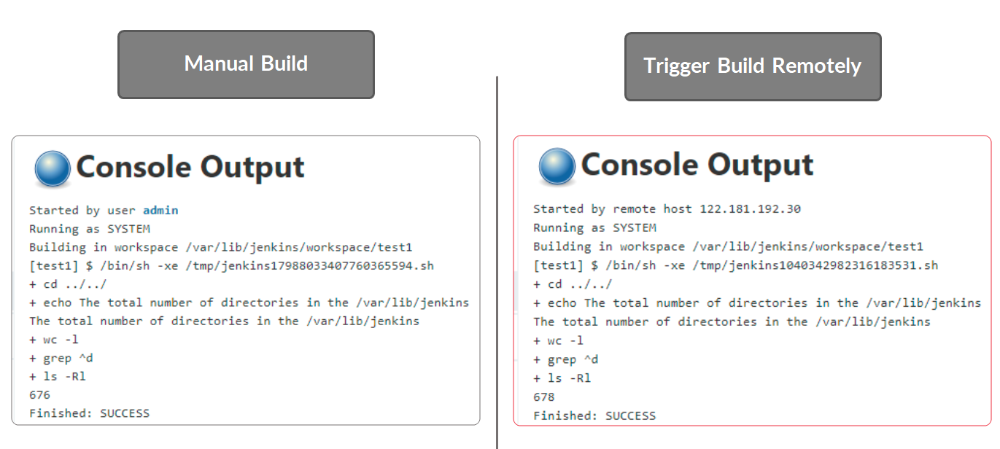 Manual Build
Console Output
Started by user admin
Running as SYSTEM
Building in workspace /var/lib/jenkins/workspace/test1
[test1] $ /bin/sh -xe /tmp/jenkins17988033407760365594.sh
+ cd ../../
+ echo The total number of directories in the /var/lib/jenkins
The total number of directories in the /var/lib/jenkins
+ wc -l
+ grep ^d
+ ls -Rl
676
Finished: SUCCESS
Trigger Build Remotely
Console Output
Started by remote host 122.181.192.30
Running as SYSTEM
Building in workspace /var/lib/jenkins/workspace/test1
[test1] $ /bin/sh -xe /tmp/jenkins1040342982316183531.sh
+ cd ../../
+ echo The total number of directories in the /var/lib/jenkins
The total number of directories in the /var/lib/jenkins
+ wc -l
+ grep ^d
+ ls -Rl
678
Finished: SUCCESS